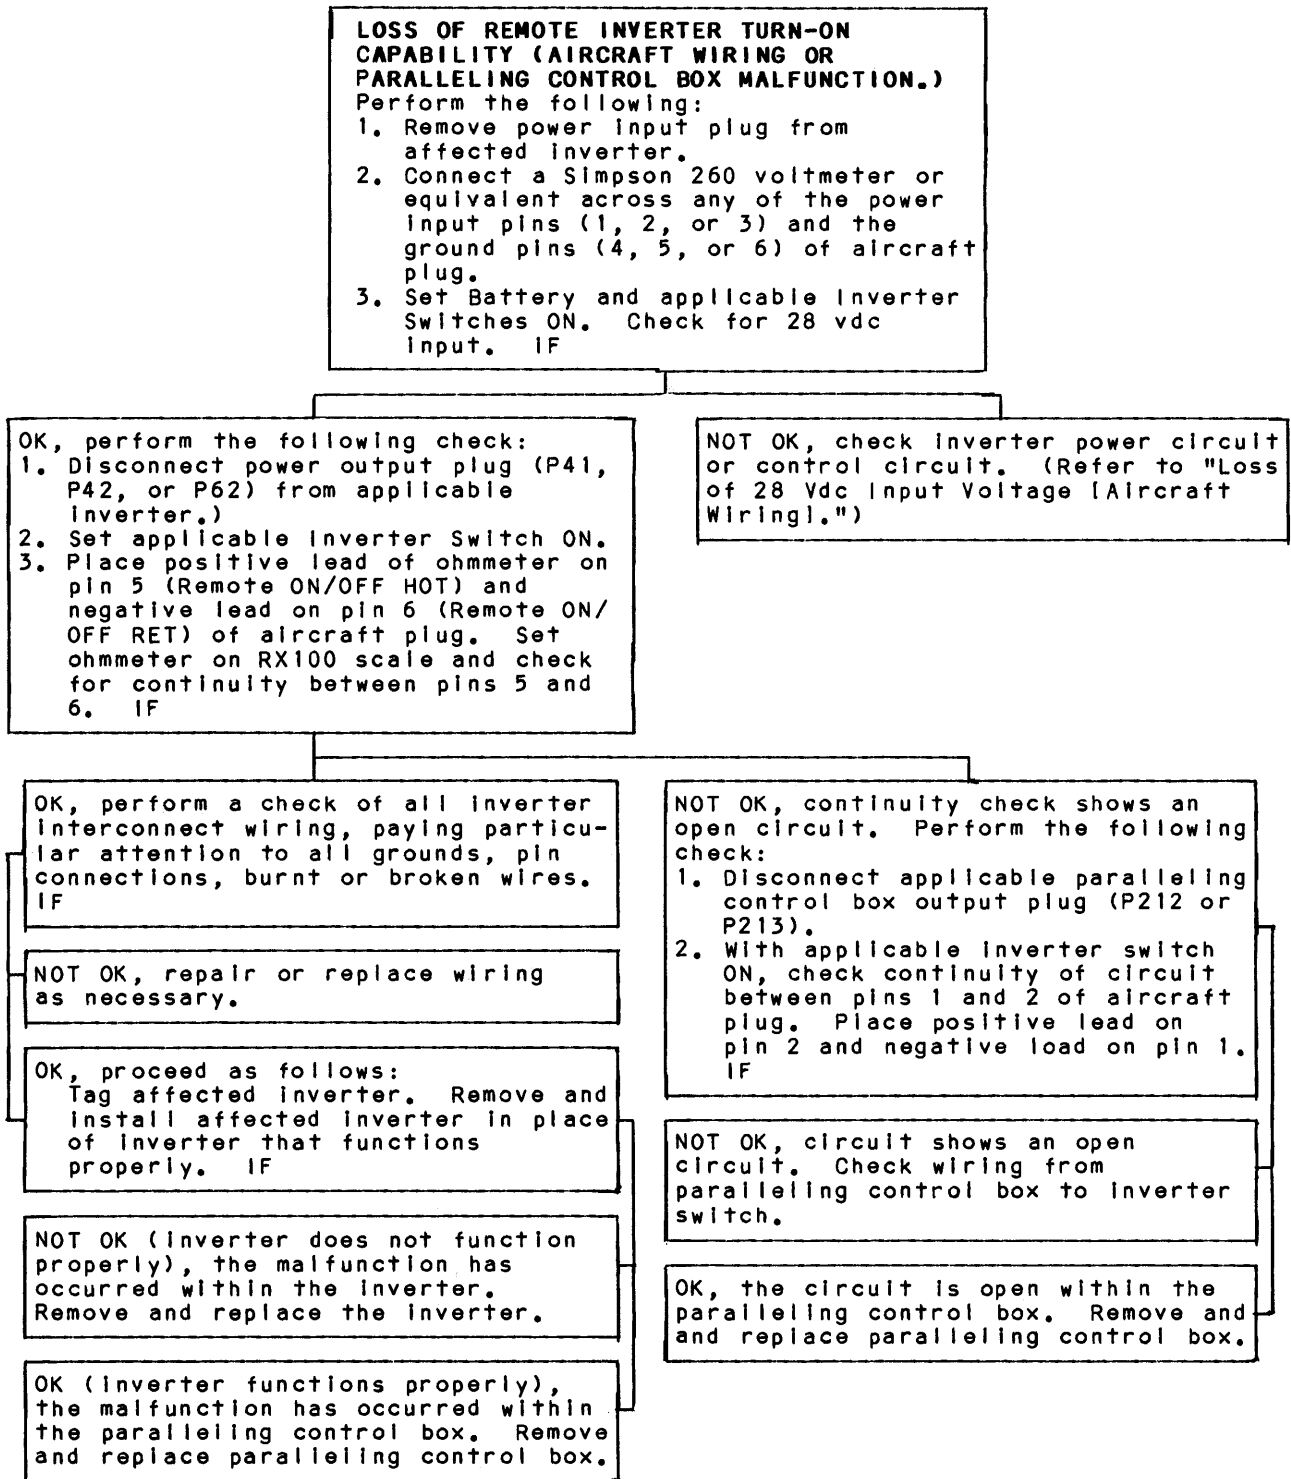 LOSS OF REMOTE INVERTER TURN-ON
CAPABILITY (AIRCRAFT WIRING OR
PARALLELING CONTROL BOX MALFUNCTION.)
Perform the following:
1. Remove power input plug from
affected inverter.
2. Connect a Simpson 260 voltmeter or
equivalent across any of the power
input pins (1, 2, or 3) and the
ground pins (4, 5, or 6) of aircraft
plug.
3. Set Battery and applicable Inverter
Switches ON. Check for 28 vdc
input. IF
OK, perform the following check:
1. Disconnect power output plug (P41,
P42, or P62) from applicable
inverter.)
2. Set applicable Inverter Switch ON.
3. Place positive lead of ohmmeter on
pin 5 (Remote ON/OFF HOT) and
negative lead on pin 6 (Remote ON/
OFF RET) of aircraft plug. Set
ohmmeter on RX100 scale and check
for continuity between pins 5 and
6. IF
NOT OK, check inverter power circuit
or control circuit. (Refer to "Loss
of 28 Vdc Input Voltage [Aircraft
Wiring].")
OK, perform a check of all inverter
interconnect wiring, paying particu-
lar attention to all grounds, pin
connections, burnt or broken wires.
IF
NOT OK, repair or replace wiring
as necessary.
OK, proceed as follows:
Tag affected inverter. Remove and
install affected inverter in place
of inverter that functions
properly. IF
NOT OK (inverter does not function
properly), the malfunction has
occurred within the inverter.
Remove and replace the inverter.
OK (inverter functions properly),
the malfunction has occurred within
the paralleling control box. Remove
and replace paralleling control box.
NOT OK, continuity check shows an
open circuit. Perform the following
check:
1. Disconnect applicable paralleling
control box output plug (P212 or
P213).
2. With applicable inverter switch
ON, check continuity of circuit
between pins 1 and 2 of aircraft
plug. Place positive lead on
pin 2 and negative load on pin 1.
IF
NOT OK, circuit shows an open
circuit. Check wiring from
paralleling control box to inverter
switch.
OK, the circuit is open within the
paralleling control box. Remove and
and replace paralleling control box.